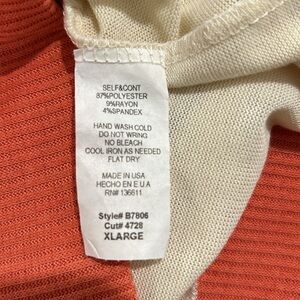 SELF&CONT
87%POLYESTER
9%RAYON
4%SPANDEX
HAND WASH COLD
DO NOT WRING
NO BLEACH
COOL IRON AS NEEDED
FLAT DRY
MADE IN USA
HECHO EN E.U.A
RN# 136611
Style# B7806
Cut# 4728
XLARGE